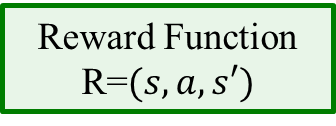 Reward Function
R=(s, a, s′)